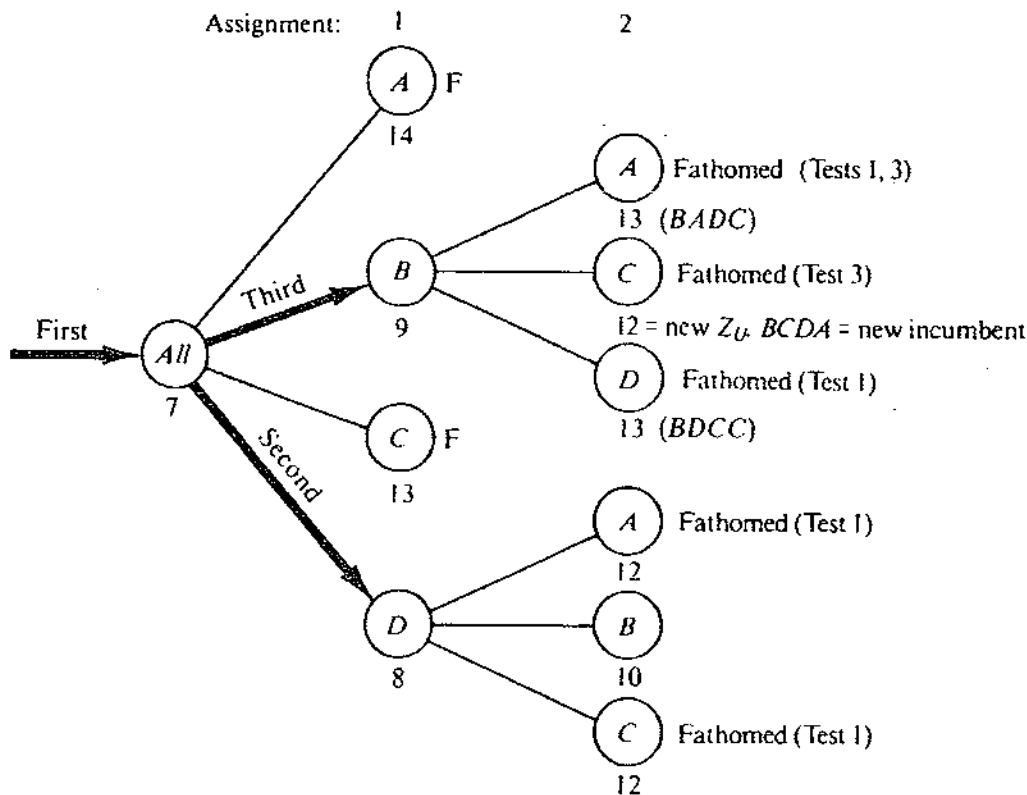 Assignment: 1 2
A F
14
A Fathomed (Tests 1, 3)
13 (BADC)
Third
B
9
C Fathomed (Test 3)
12 = new Z_U. BCDA = new incumbent
First
All
7
D Fathomed (Test 1)
13 (BDCC)
C F
13
Second
A Fathomed (Test 1)
12
D
8
B
10
C Fathomed (Test 1)
12